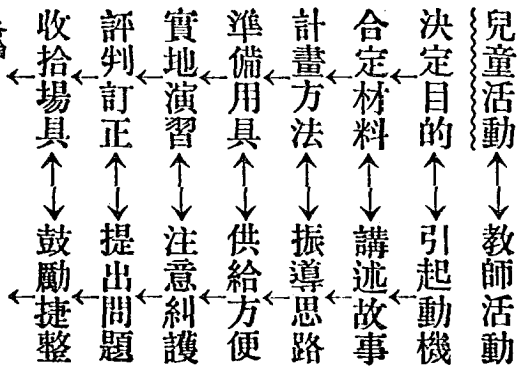 兒童活動 ↔ 教師活動
決定目的 ↔ 引起動機
合定材料 ↔ 講述故事
計畫方法 ↔ 振導思路
準備用具 ↔ 供給方便
實地演習 ↔ 注意糾護
評判訂正 ↔ 提出問題
收拾場具 ↔ 鼓勵捷整